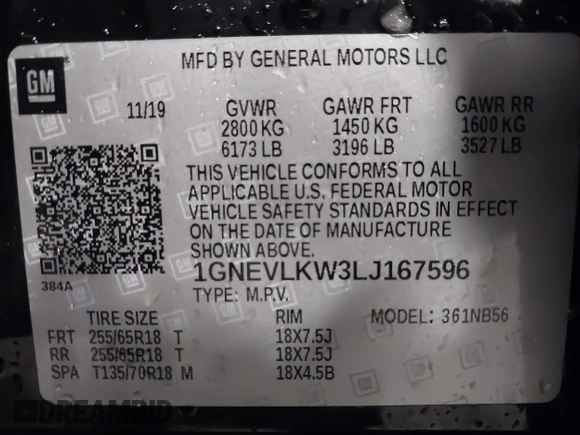 GM
MFD BY GENERAL MOTORS LLC
11/19 GVWR GAWR FRT GAWR RR
2800 KG 1450 KG 1600 KG
6173 LB 3196 LB 3527 LB
THIS VEHICLE CONFORMS TO ALL
APPLICABLE U.S. FEDERAL MOTOR
VEHICLE SAFETY STANDARDS IN EFFECT
ON THE DATE OF MANUFACTURE
SHOWN ABOVE.
384A
1GNEVLKW3LJ167596
TYPE: M.P.V.
TIRE SIZE RIM MODEL: 361NB56
FRT 255/65R18 T 18X7.5J
RR 255/65R18 T 18X7.5J
SPA T135/70R18 M 18X4.5B
DREAMBID